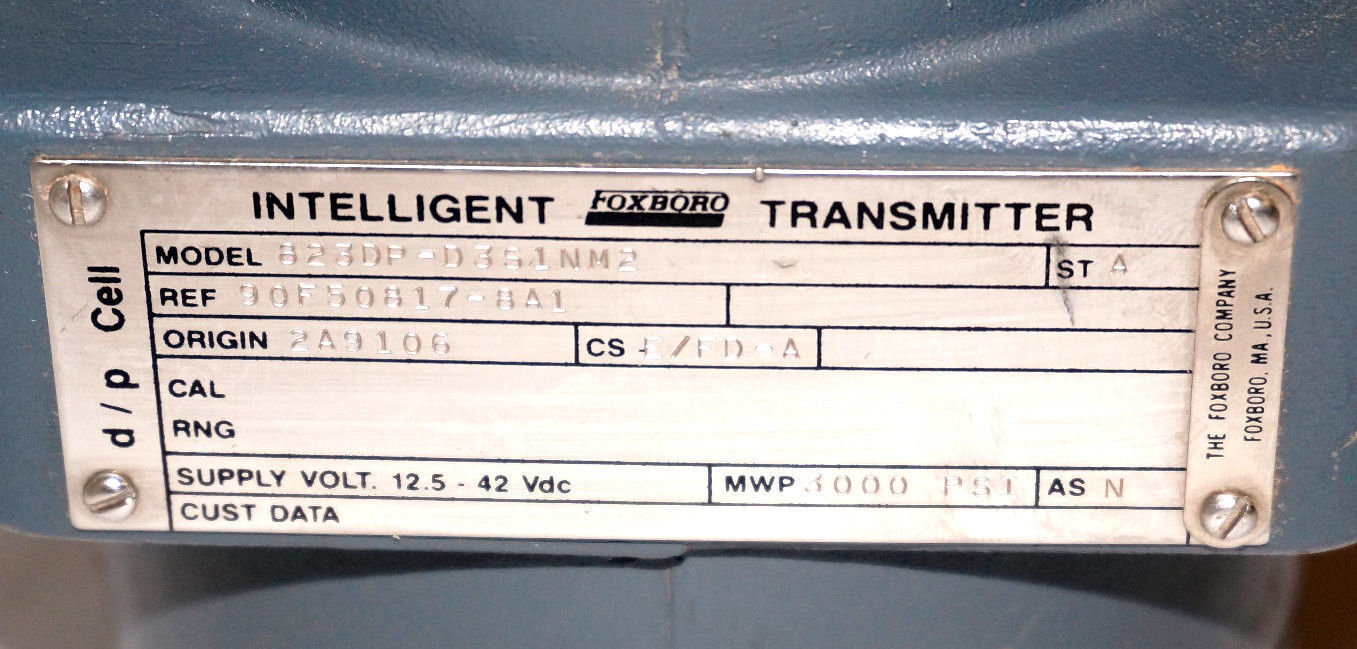 INTELLIGENT FOXBORO TRANSMITTER
MODEL 823DP-D3S1NM2 ST A
REF 90F50817-8A1
ORIGIN 2A9106 CS E/FD-A
CAL
RNG
SUPPLY VOLT. 12.5 - 42 Vdc MWP 3000 PSI AS N
CUST DATA
d / p Cell
THE FOXBORO COMPANY
FOXBORO, MA., U.S.A.